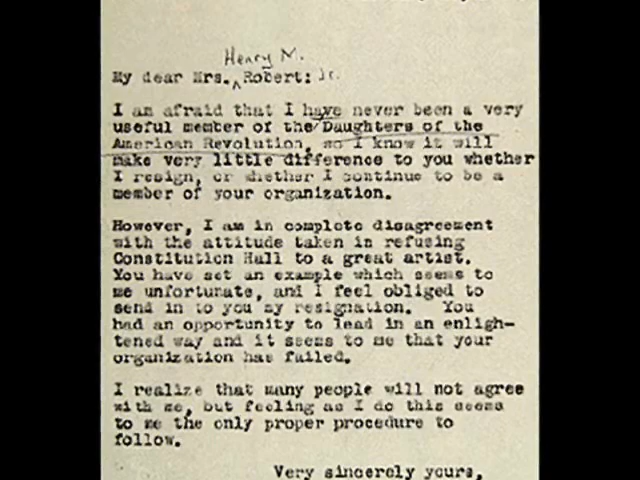 Henry M.
My dear Mrs. ^ Robert: Jr.
I am afraid that I have never been a very
useful member of the Daughters of the
American Revolution, so I know it will
make very little difference to you whether
I resign, or whether I continue to be a
member of your organization.
However, I am in complete disagreement
with the attitude taken in refusing
Constitution Hall to a great artist.
You have set an example which seems to
me unfortunate, and I feel obliged to
send in to you my resignation. You
had an opportunity to lead in an enlight-
tened way and it seems to me that your
organization has failed.
I realize that many people will not agree
with me, but feeling as I do this seems
to me the only proper procedure to
follow.
Very sincerely yours,